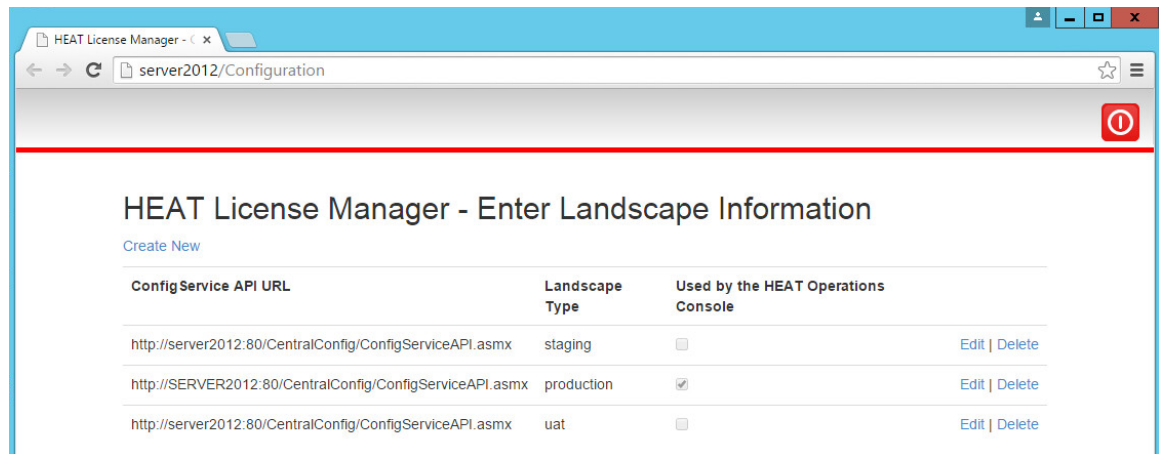 HEAT License Manager - C
server2012/Configuration
HEAT License Manager - Enter Landscape Information
Create New
ConfigService API URL Landscape Type Used by the HEAT Operations Console
http://server2012:80/CentralConfig/ConfigServiceAPI.asmx staging Edit | Delete
http://SERVER2012:80/CentralConfig/ConfigServiceAPI.asmx production Edit | Delete
http://server2012:80/CentralConfig/ConfigServiceAPI.asmx uat Edit | Delete